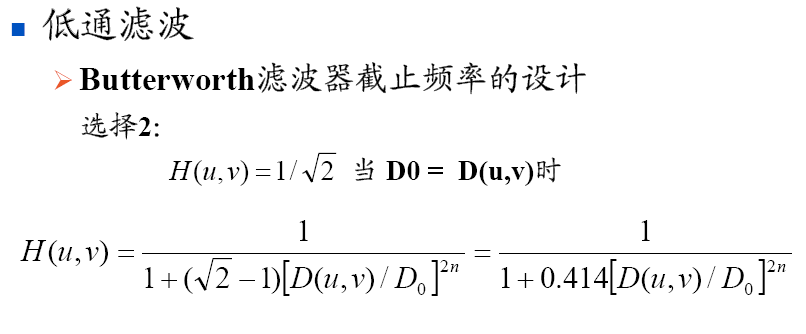 ■ 低通滤波
➢ Butterworth滤波器截止频率的设计
选择2:
H(u,v) = 1/√2 当 D0 = D(u,v)时
H(u,v) = 1 / (1+(√2 −1)[D(u,v)/D₀]²ⁿ) = 1 / (1+0.414[D(u,v)/D₀]²ⁿ)